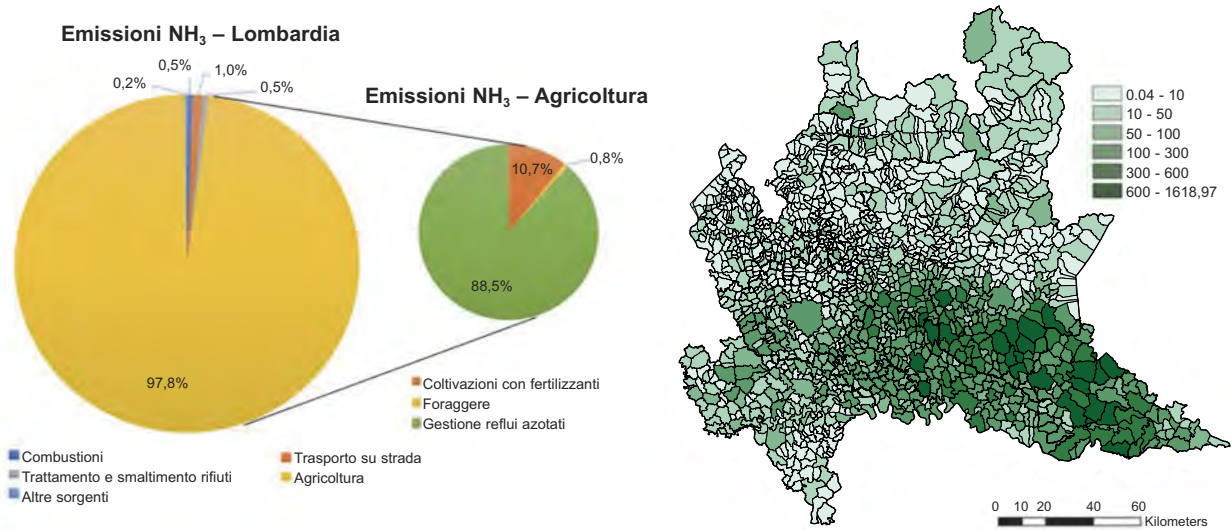 Emissioni NH₃ – Lombardia
0,5%
0,2%
1,0%
0,5%
97,8%
Emissioni NH₃ – Agricoltura
10,7%
0,8%
88,5%
Coltivazioni con fertilizzanti
Foraggere
Gestione reflui azotati
Combustioni
Trasporto su strada
Trattamento e smaltimento rifiuti
Agricoltura
Altre sorgenti
0.04 - 10
10 - 50
50 - 100
100 - 300
300 - 600
600 - 1618,97
0 10 20 40 60
Kilometers